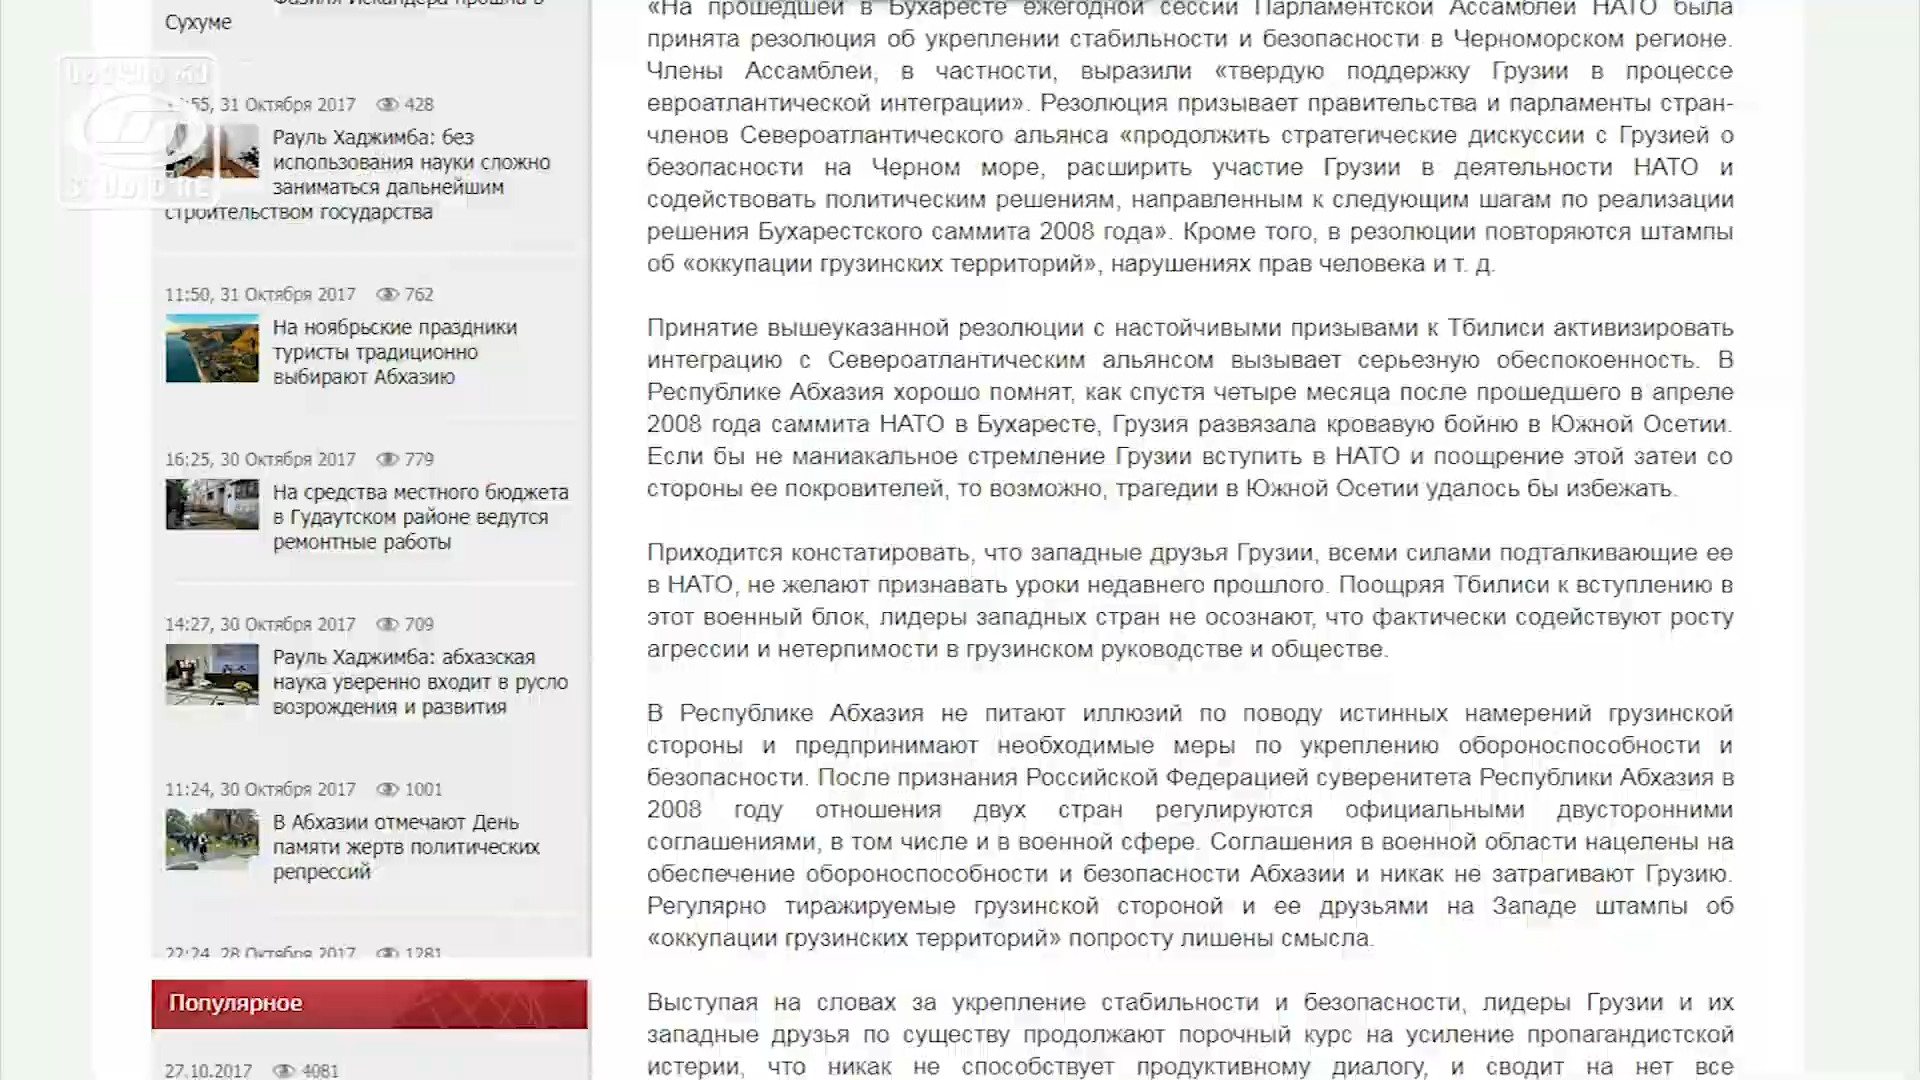 Фазиля Искандера прошла в
Сухуме
55, 31 Октября 2017 428
Рауль Хаджимба: без
использования науки сложно
заниматься дальнейшим
строительством государства
11:50, 31 Октября 2017 762
На ноябрьские праздники
туристы традиционно
выбирают Абхазию
16:25, 30 Октября 2017 779
На средства местного бюджета
в Гудаутском районе ведутся
ремонтные работы
14:27, 30 Октября 2017 709
Рауль Хаджимба: абхазская
наука уверенно входит в русло
возрождения и развития
11:24, 30 Октября 2017 1001
В Абхазии отмечают День
памяти жертв политических
репрессий
22:24, 28 Октября 2017 1281
Популярное
27.10.2017 4081
«На прошедшей в Бухаресте ежегодной сессии Парламентской Ассамблеи НАТО была
принята резолюция об укреплении стабильности и безопасности в Черноморском регионе.
Члены Ассамблеи, в частности, выразили «твердую поддержку Грузии в процессе
евроатлантической интеграции». Резолюция призывает правительства и парламенты стран-
членов Североатлантического альянса «продолжить стратегические дискуссии с Грузией о
безопасности на Черном море, расширить участие Грузии в деятельности НАТО и
содействовать политическим решениям, направленным к следующим шагам по реализации
решения Бухарестского саммита 2008 года». Кроме того, в резолюции повторяются штампы
об «оккупации грузинских территорий», нарушениях прав человека и т. д.
Принятие вышеуказанной резолюции с настойчивыми призывами к Тбилиси активизировать
интеграцию с Североатлантическим альянсом вызывает серьезную обеспокоенность. В
Республике Абхазия хорошо помнят, как спустя четыре месяца после прошедшего в апреле
2008 года саммита НАТО в Бухаресте, Грузия развязала кровавую бойню в Южной Осетии.
Если бы не маниакальное стремление Грузии вступить в НАТО и поощрение этой затеи со
стороны ее покровителей, то возможно, трагедии в Южной Осетии удалось бы избежать.
Приходится констатировать, что западные друзья Грузии, всеми силами подталкивающие ее
в НАТО, не желают признавать уроки недавнего прошлого. Поощряя Тбилиси к вступлению в
этот военный блок, лидеры западных стран не осознают, что фактически содействуют росту
агрессии и нетерпимости в грузинском руководстве и обществе.
В Республике Абхазия не питают иллюзий по поводу истинных намерений грузинской
стороны и предпринимают необходимые меры по укреплению обороноспособности и
безопасности. После признания Российской Федерацией суверенитета Республики Абхазия в
2008 году отношения двух стран регулируются официальными двусторонними
соглашениями, в том числе и в военной сфере. Соглашения в военной области нацелены на
обеспечение обороноспособности и безопасности Абхазии и никак не затрагивают Грузию.
Регулярно тиражируемые грузинской стороной и ее друзьями на Западе штампы об
«оккупации грузинских территорий» попросту лишены смысла.
Выступая на словах за укрепление стабильности и безопасности, лидеры Грузии и их
западные друзья по существу продолжают порочный курс на усиление пропагандистской
истерии, что никак не способствует продуктивному диалогу, и сводит на нет все